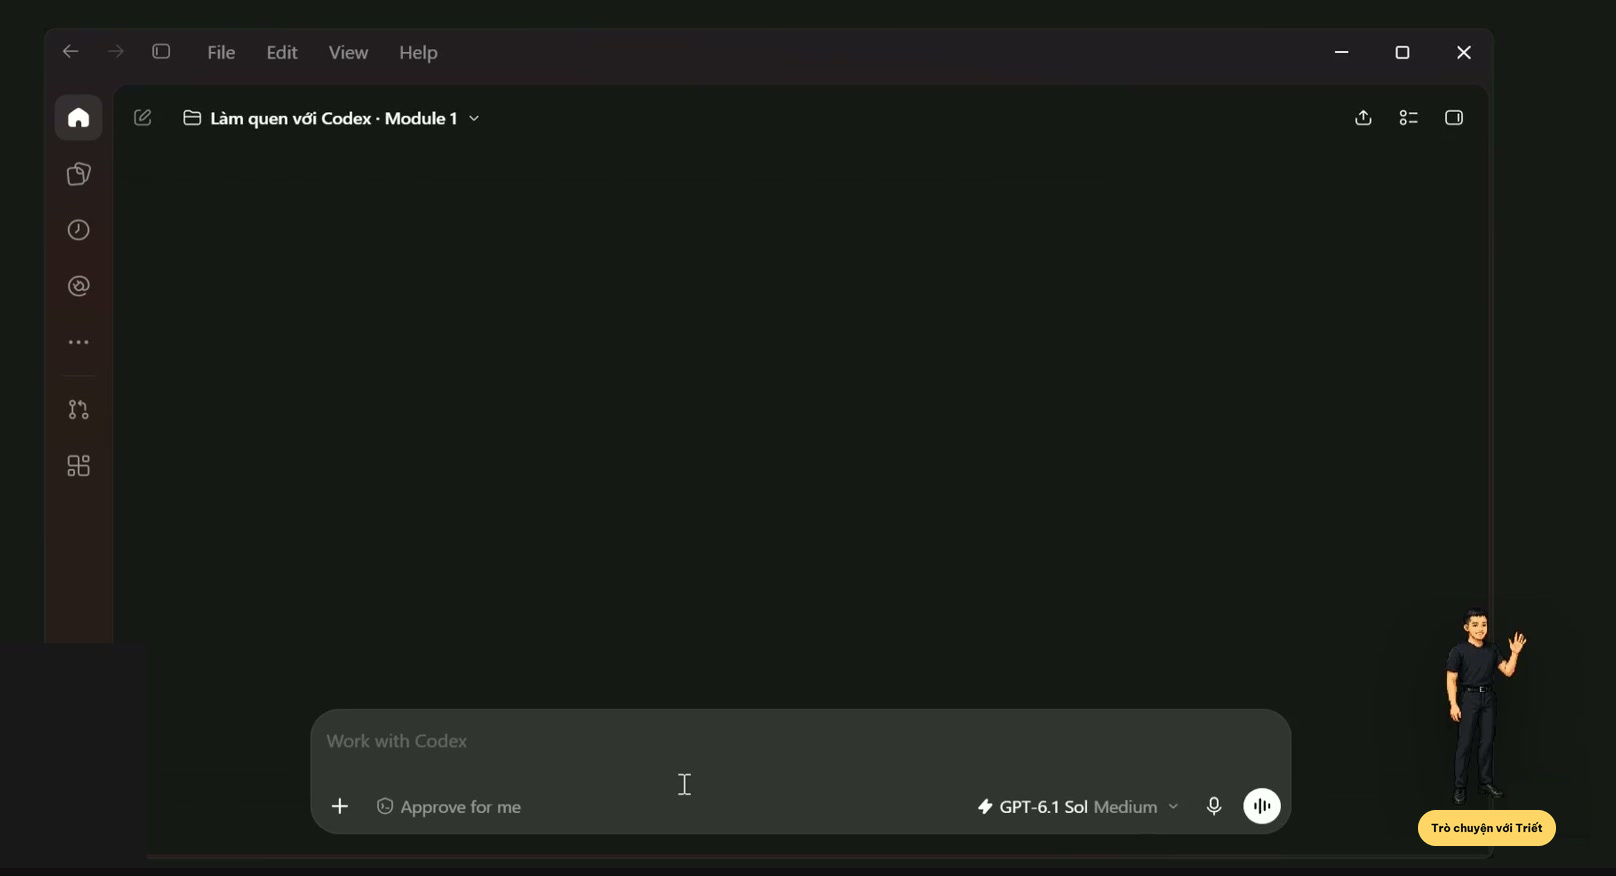 File Edit View Help
Làm quen với Codex · Module 1
Work with Codex
Approve for me
GPT-6.1 Sol Medium
Trò chuyện với Triết